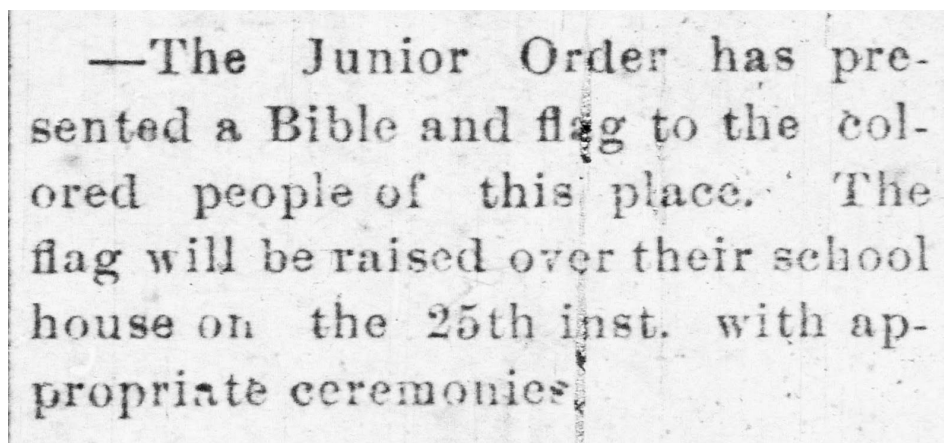 —The Junior Order has pre-
sented a Bible and flag to the col-
ored people of this place. The
flag will be raised over their school
house on the 25th inst. with ap-
propriate ceremonies.